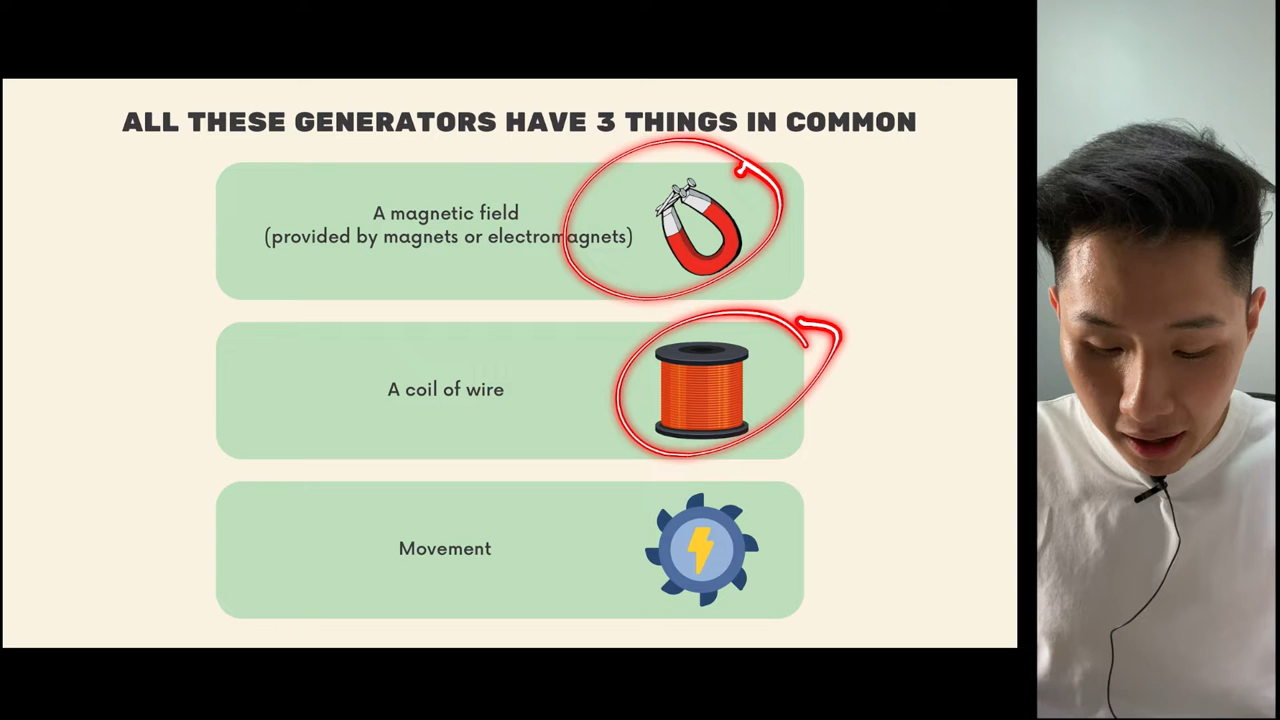 ALL THESE GENERATORS HAVE 3 THINGS IN COMMON
A magnetic field
(provided by magnets or electromagnets)
A coil of wire
Movement